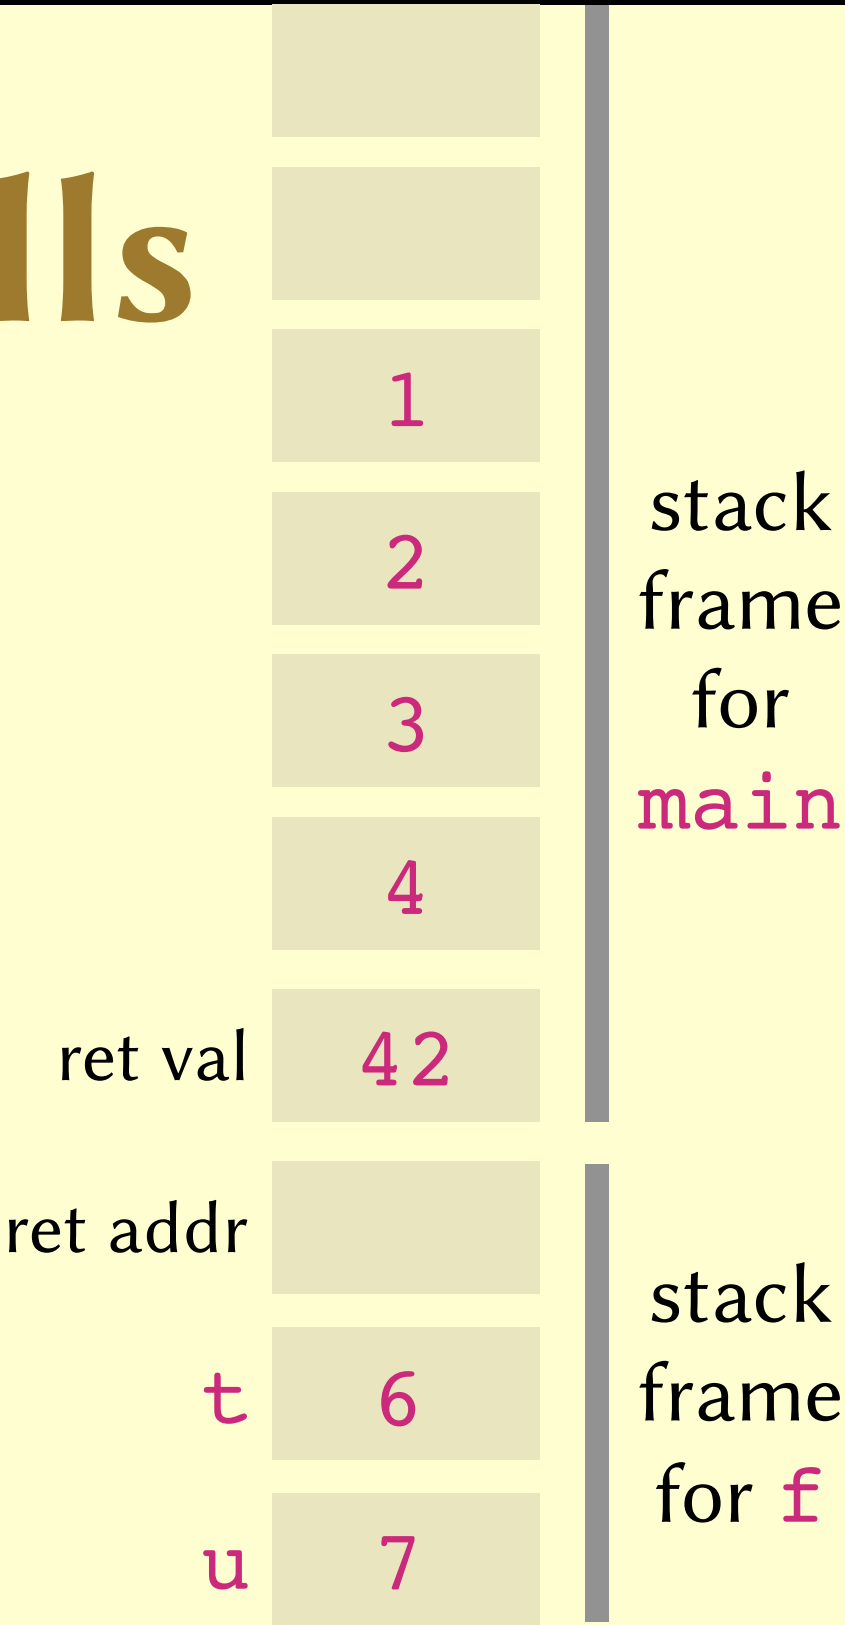 lls
1
2
3
4
stack
frame
for
main
ret val 42
ret addr
t 6
u 7
stack
frame
for f